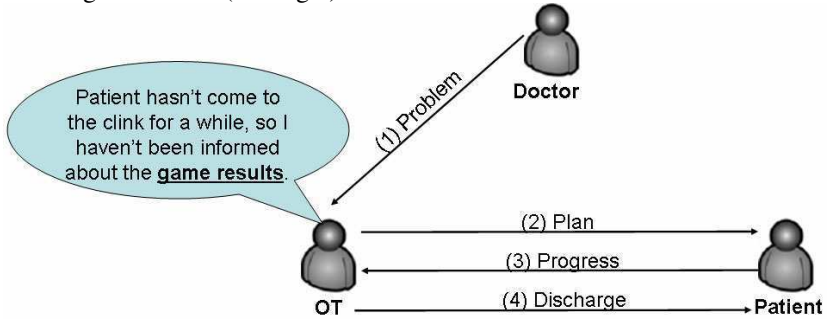 Doctor
(1) Problem
Patient hasn't come to
the clink for a while, so I
haven't been informed
about the game results.
(2) Plan
(3) Progress
(4) Discharge
OT
Patient